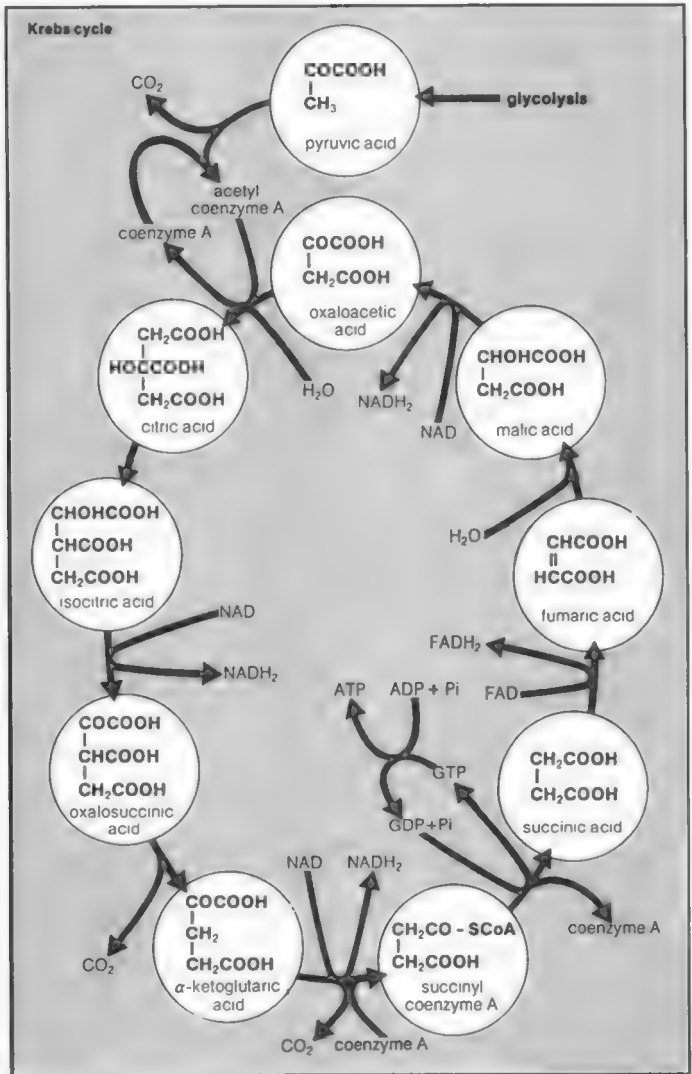 Krebs cycle
COCOOH
CH₃
pyruvic acid
glycolysis
CO₂
acetyl
coenzyme A
coenzyme A
COCOOH
CH₂COOH
oxaloacetic
acid
CH₂COOH
HOCCOOH
CH₂COOH
citric acid
H₂O
NADH₂
NAD
CHOHCOOH
CH₂COOH
malic acid
CHOHCOOH
CHCOOH
CH₂COOH
isocitric acid
H₂O
CHCOOH
HCCOOH
fumaric acid
NAD
NADH₂
FADH₂
FAD
ATP
ADP + Pi
GTP
GDP+Pi
COCOOH
CHCOOH
CH₂COOH
oxalosuccinic
acid
CH₂COOH
CH₂COOH
succinic acid
CO₂
COCOOH
CH₂
CH₂COOH
α-ketoglutaric
acid
NAD
NADH₂
CO₂
coenzyme A
CH₂CO - SCoA
CH₂COOH
succinyl
coenzyme A
coenzyme A